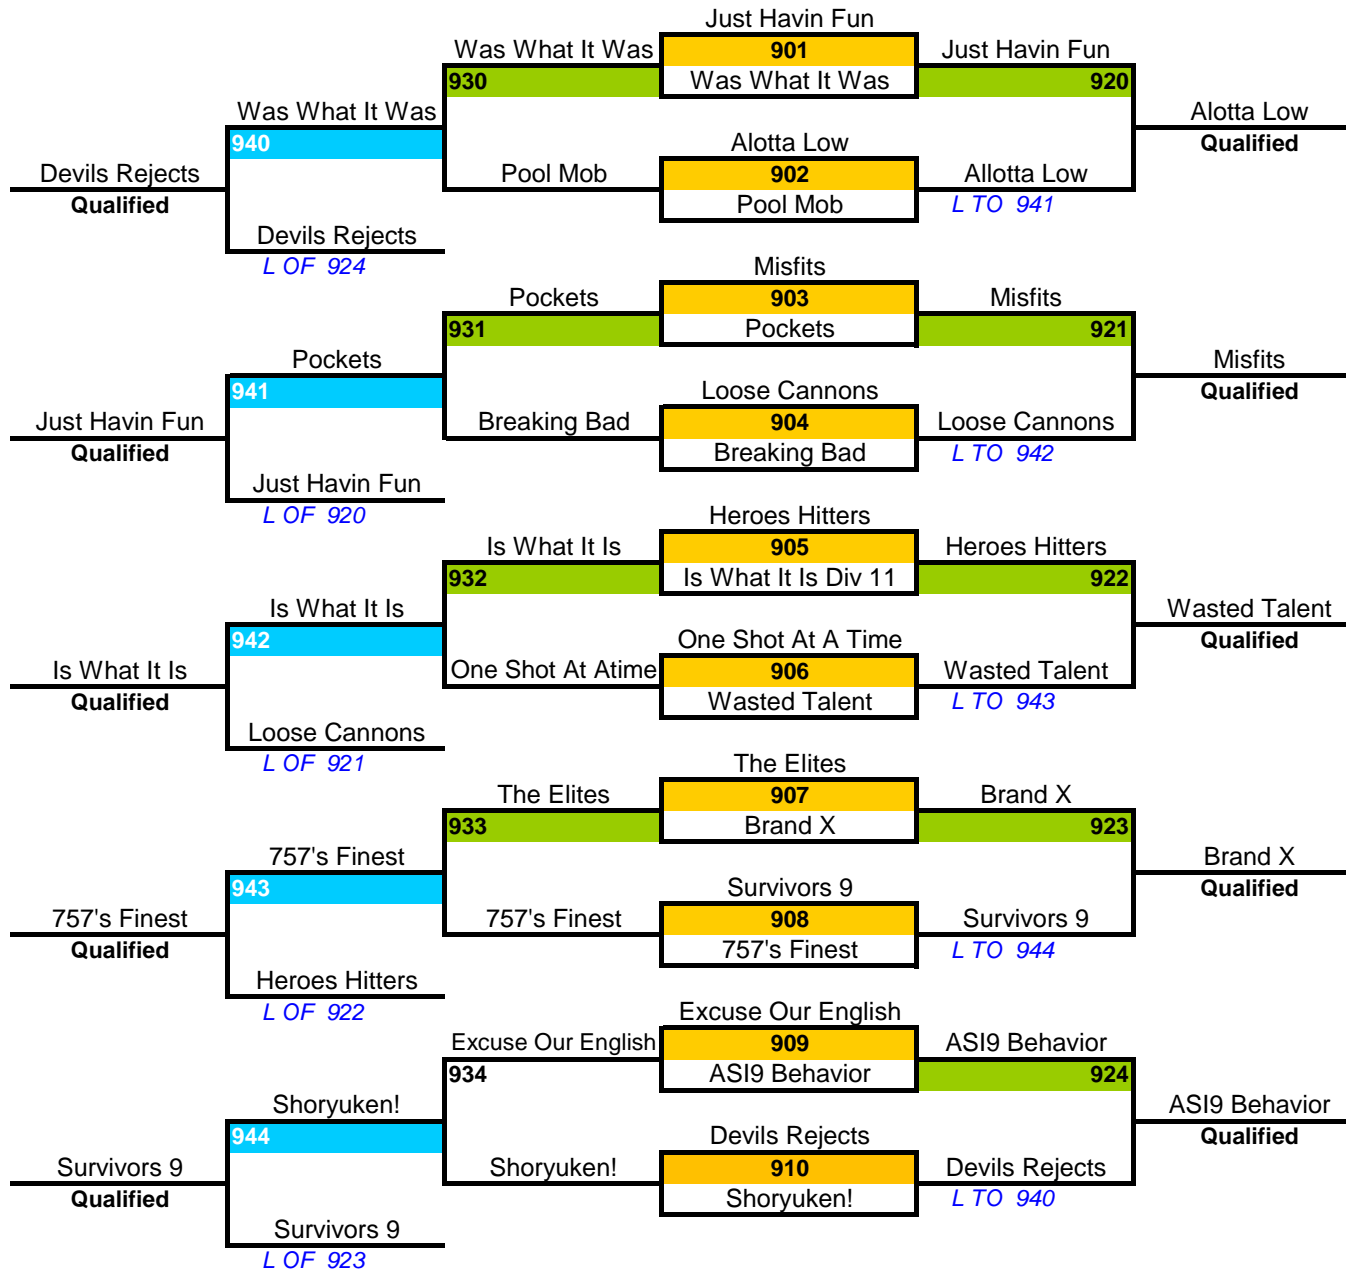 Just Havin Fun
Was What It Was 901 Just Havin Fun
930 Was What It Was 920
Was What It Was Alotta Low
940 Alotta Low Qualified
Devils Rejects Pool Mob 902 Allotta Low
Qualified Pool Mob L TO 941
Devils Rejects
L OF 924 Misfits
Pockets 903 Misfits
931 Pockets 921
Pockets Misfits
941 Loose Cannons Qualified
Just Havin Fun Breaking Bad 904 Loose Cannons
Qualified Breaking Bad L TO 942
Just Havin Fun
L OF 920 Heroes Hitters
Is What It Is 905 Heroes Hitters
932 Is What It Is Div 11 922
Is What It Is Wasted Talent
942 One Shot At A Time Qualified
Is What It Is One Shot At Atime 906 Wasted Talent
Qualified Wasted Talent L TO 943
Loose Cannons
L OF 921 The Elites
The Elites 907 Brand X
933 Brand X 923
757's Finest Brand X
943 Survivors 9 Qualified
757's Finest 757's Finest 908 Survivors 9
Qualified 757's Finest L TO 944
Heroes Hitters
L OF 922 Excuse Our English
Excuse Our English 909 ASI9 Behavior
934 ASI9 Behavior 924
Shoryuken! ASI9 Behavior
944 Devils Rejects Qualified
Survivors 9 Shoryuken! 910 Devils Rejects
Qualified Shoryuken! L TO 940
Survivors 9
L OF 923